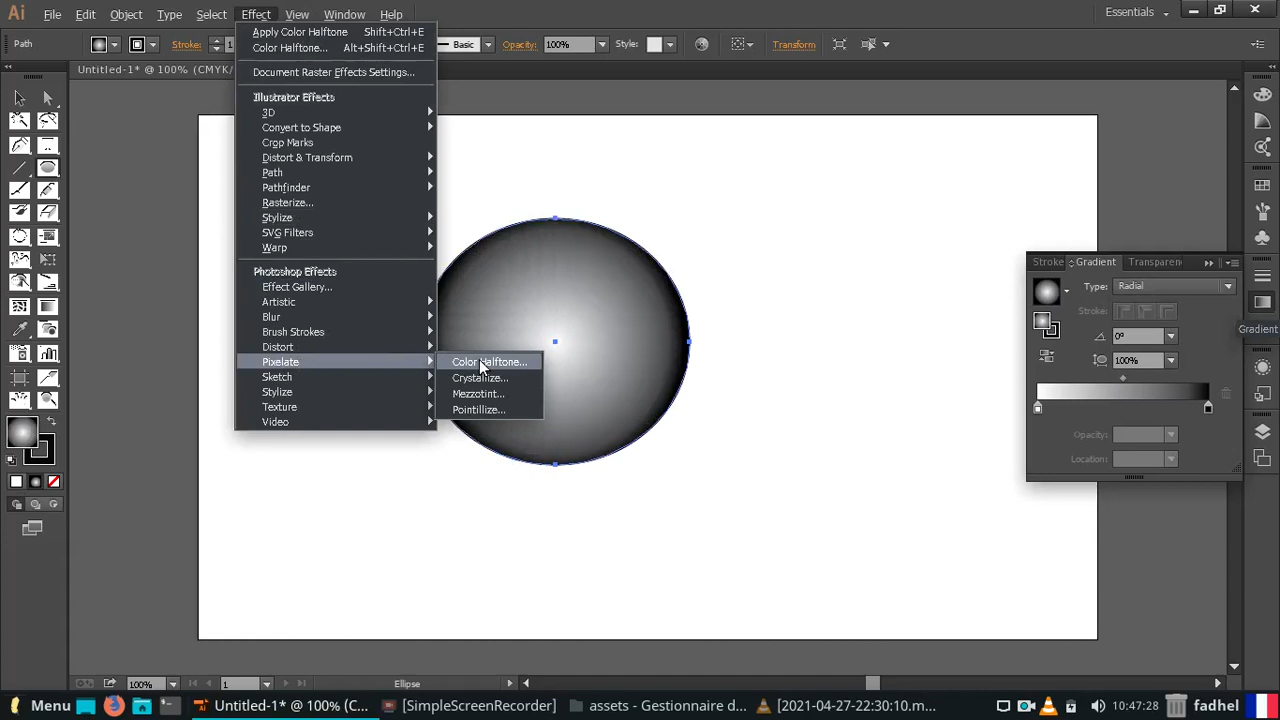 Ai File Edit Object Type Select Effect View Window Help Essentials
Path Stroke: 1 Basic Opacity: 100% Style: Transform
Untitled-1* @ 100% (CMYK/
Apply Color Halftone Shift+Ctrl+E
Color Halftone... Alt+Shift+Ctrl+E
Document Raster Effects Settings...
Illustrator Effects
3D
Convert to Shape
Crop Marks
Distort & Transform
Path
Pathfinder
Rasterize...
Stylize
SVG Filters
Warp
Photoshop Effects
Effect Gallery...
Artistic
Blur
Brush Strokes
Distort
Pixelate
Sketch
Stylize
Texture
Video
Color Halftone...
Crystallize...
Mezzotint...
Pointillize...
Stroke Gradient Transparen
Type: Radial
Stroke:
0°
100%
Opacity:
Location:
Gradient
100% 1 Ellipse
Menu Untitled-1* @ 100% (C... [SimpleScreenRecorder] assets - Gestionnaire d... [2021-04-27-22:30:10.m... 10:47:28 fadhel